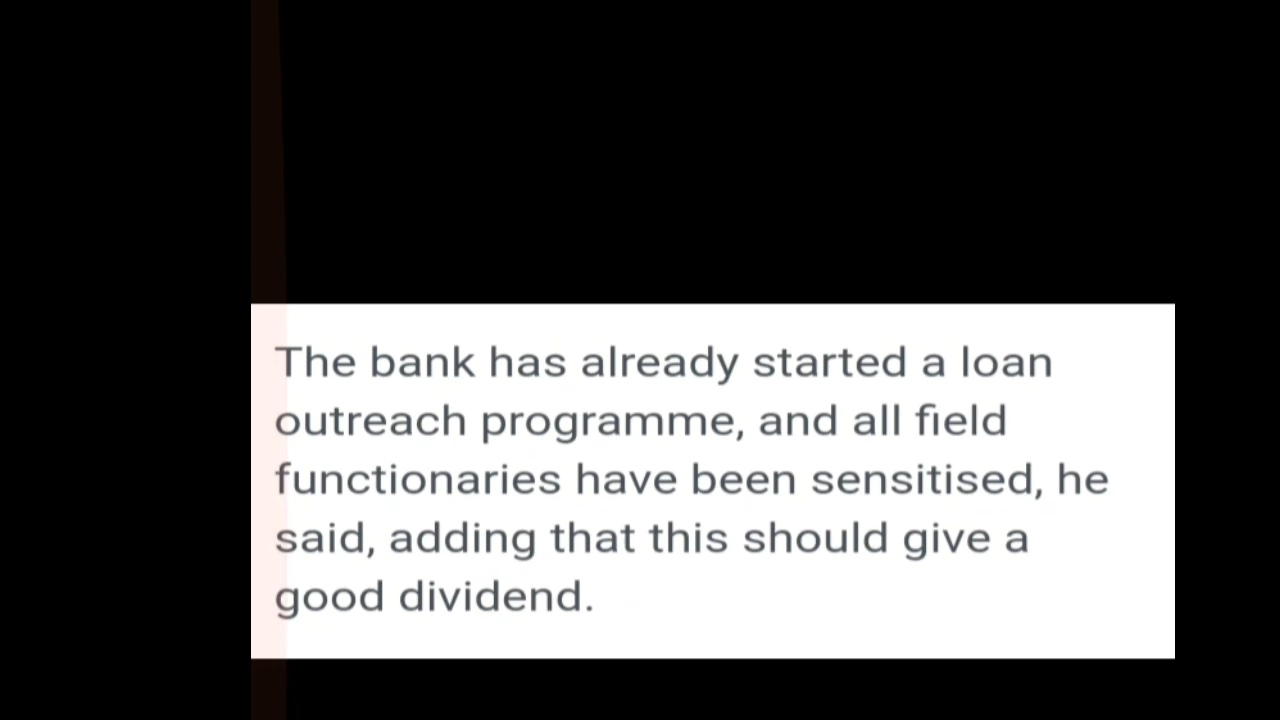 The bank has already started a loan
outreach programme, and all field
functionaries have been sensitised, he
said, adding that this should give a
good dividend.